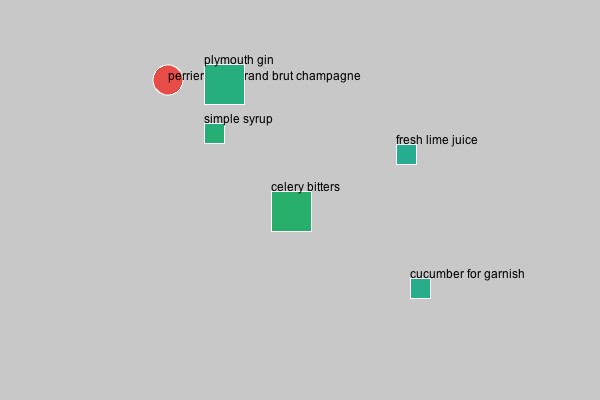 plymouth gin
perrier rand brut champagne
simple syrup
fresh lime juice
celery bitters
cucumber for garnish